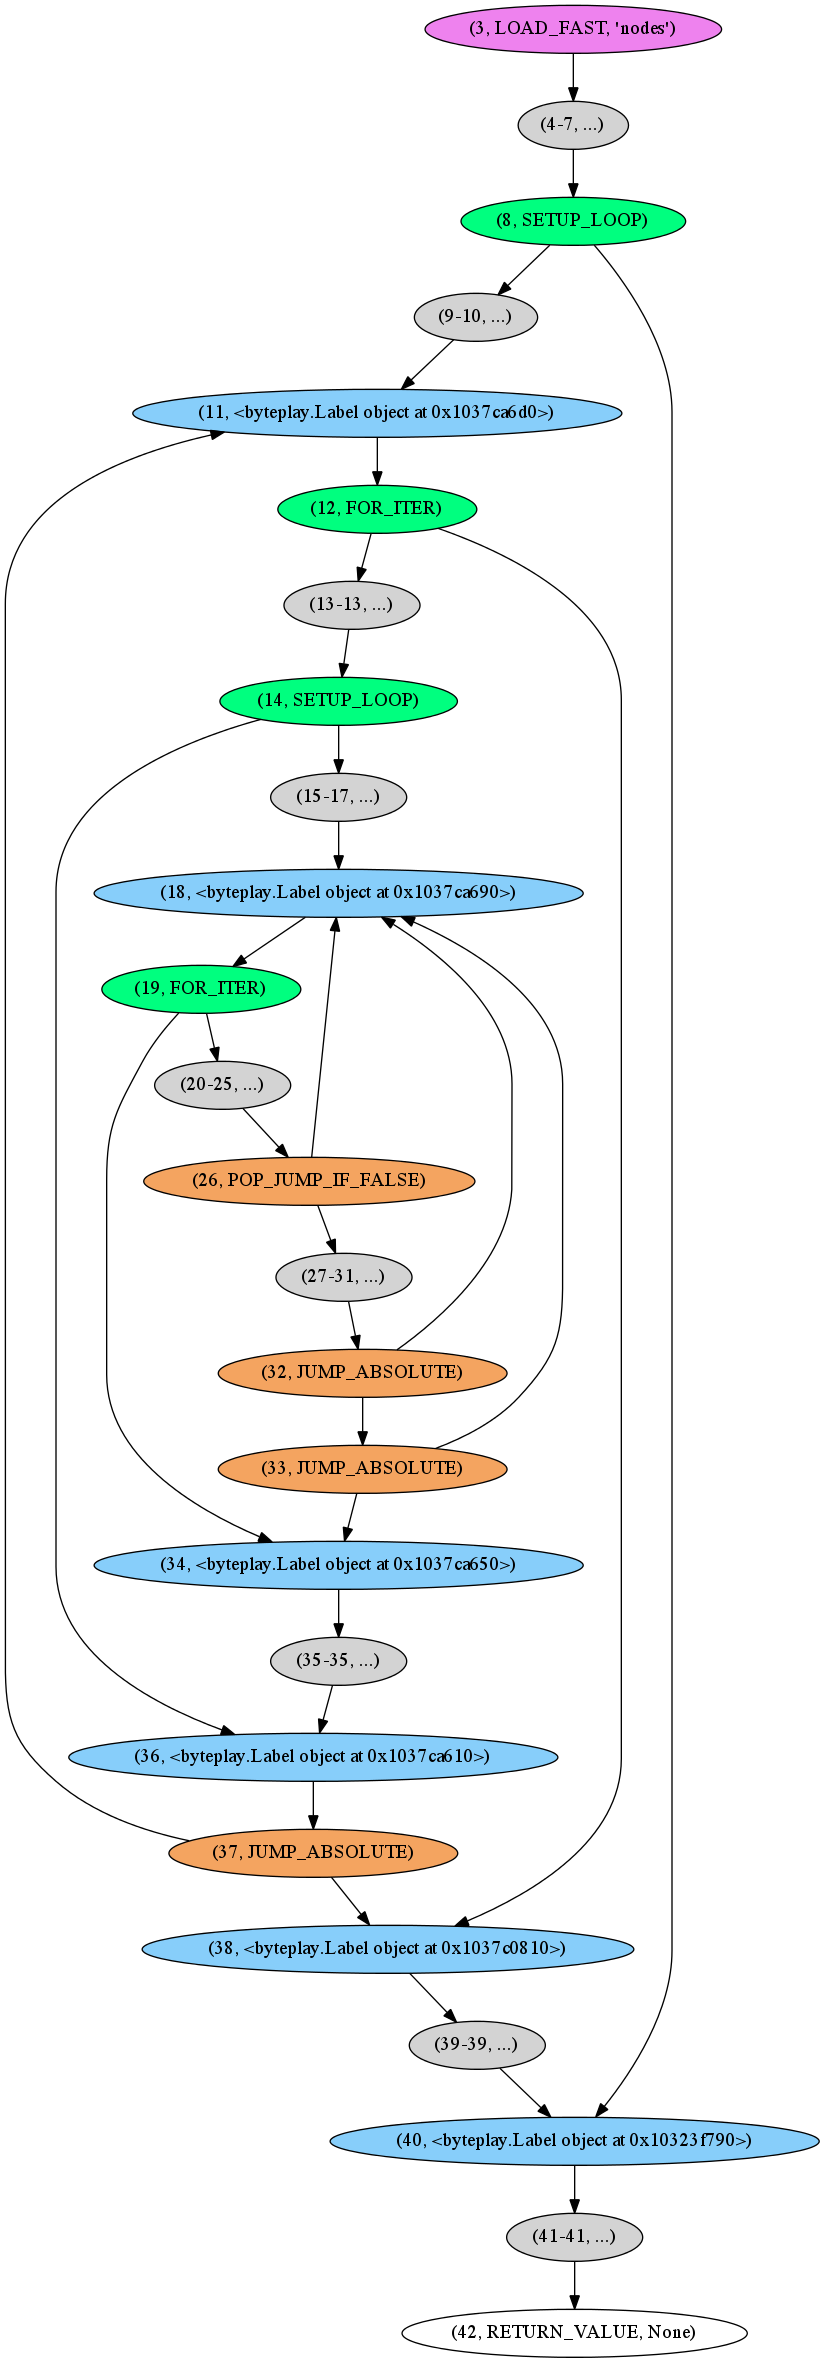 (3, LOAD_FAST, 'nodes')
(4-7, ...)
(8, SETUP_LOOP)
(9-10, ...)
(11, <byteplay.Label object at 0x1037ca6d0>)
(12, FOR_ITER)
(13-13, ...)
(14, SETUP_LOOP)
(15-17, ...)
(18, <byteplay.Label object at 0x1037ca690>)
(19, FOR_ITER)
(20-25, ...)
(26, POP_JUMP_IF_FALSE)
(27-31, ...)
(32, JUMP_ABSOLUTE)
(33, JUMP_ABSOLUTE)
(34, <byteplay.Label object at 0x1037ca650>)
(35-35, ...)
(36, <byteplay.Label object at 0x1037ca610>)
(37, JUMP_ABSOLUTE)
(38, <byteplay.Label object at 0x1037c0810>)
(39-39, ...)
(40, <byteplay.Label object at 0x10323f790>)
(41-41, ...)
(42, RETURN_VALUE, None)